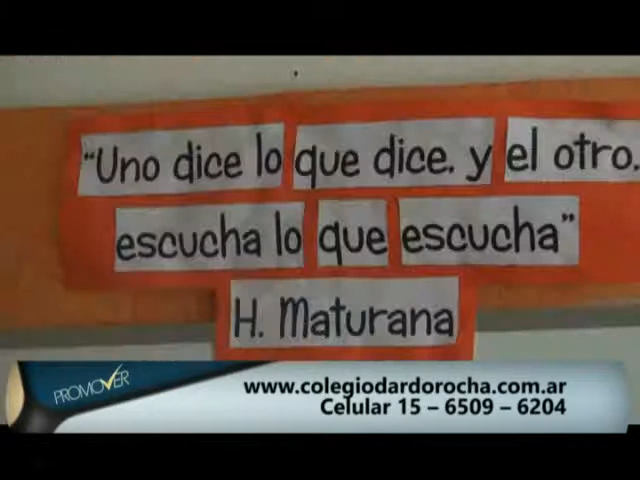 "Uno dice lo que dice. y el otro.
escucha lo que escucha"
H. Maturana
PROMOVER
www.colegiodardorocha.com.ar
Celular 15 – 6509 – 6204